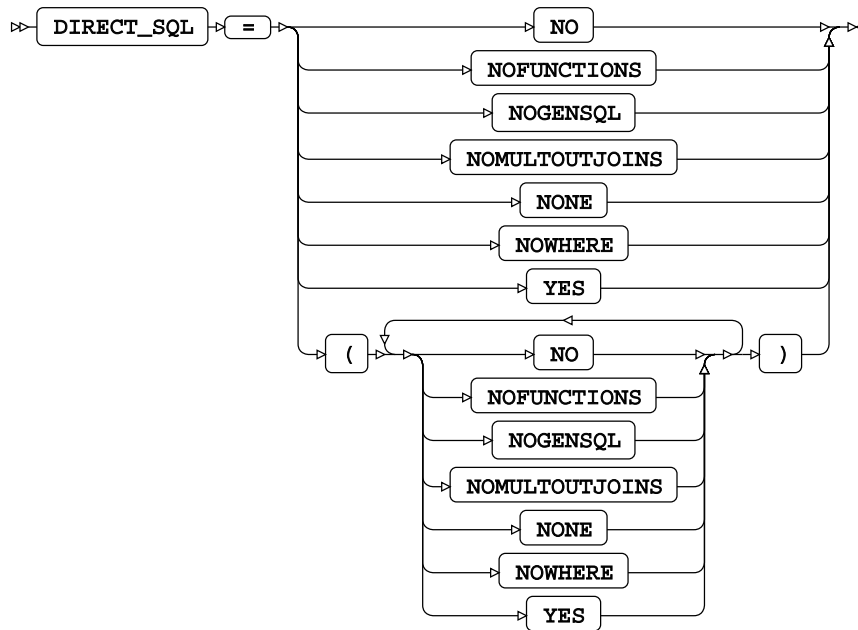 DIRECT_SQL = NO
NOFUNCTIONS
NOGENSQL
NOMULTOUTJOINS
NONE
NOWHERE
YES
( NO )
NOFUNCTIONS
NOGENSQL
NOMULTOUTJOINS
NONE
NOWHERE
YES